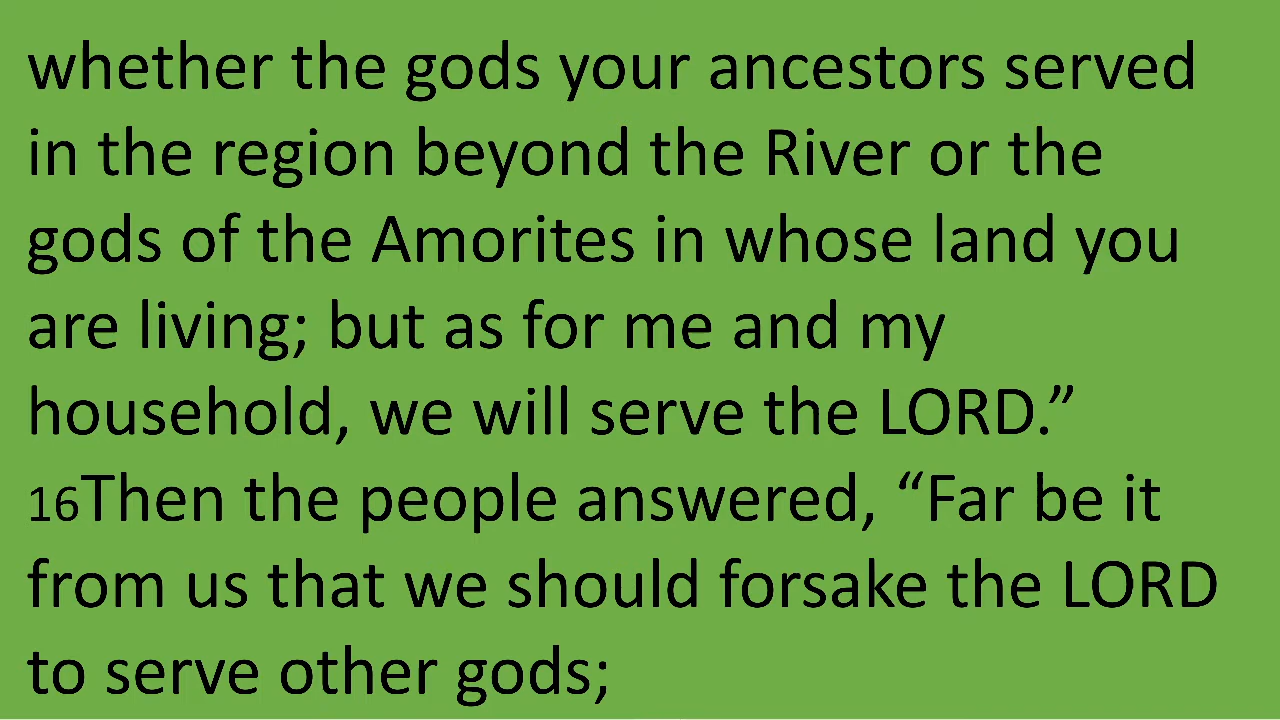 whether the gods your ancestors served
in the region beyond the River or the
gods of the Amorites in whose land you
are living; but as for me and my
household, we will serve the LORD.”
16Then the people answered, “Far be it
from us that we should forsake the LORD
to serve other gods;